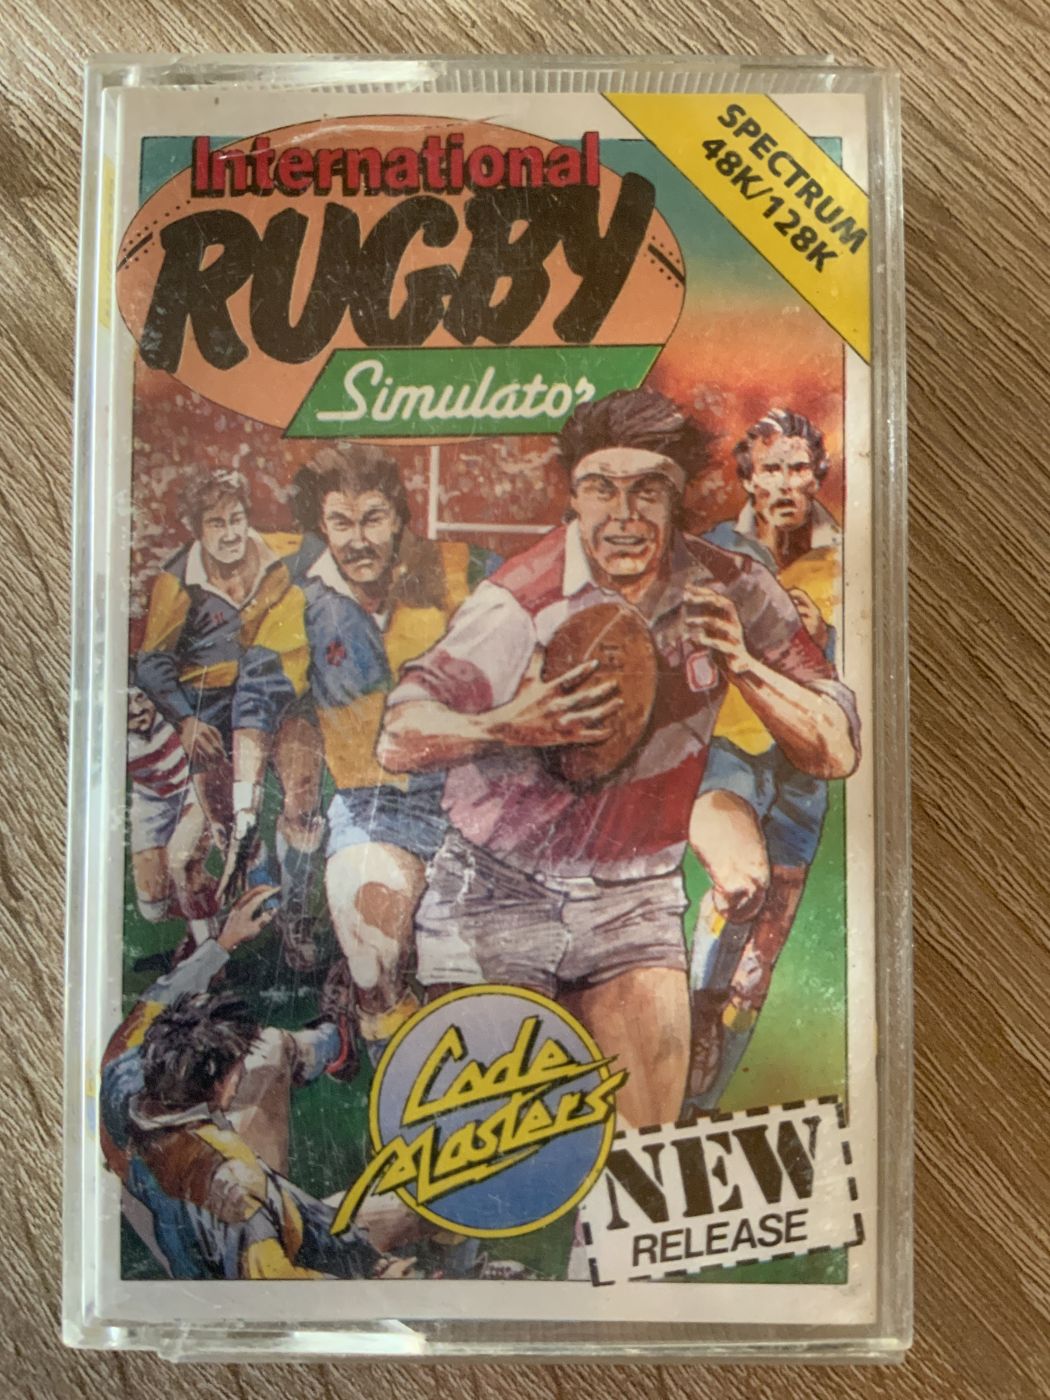 International
RUGBY
Simulator
SPECTRUM
48K/128K
Code
Masters
NEW
RELEASE